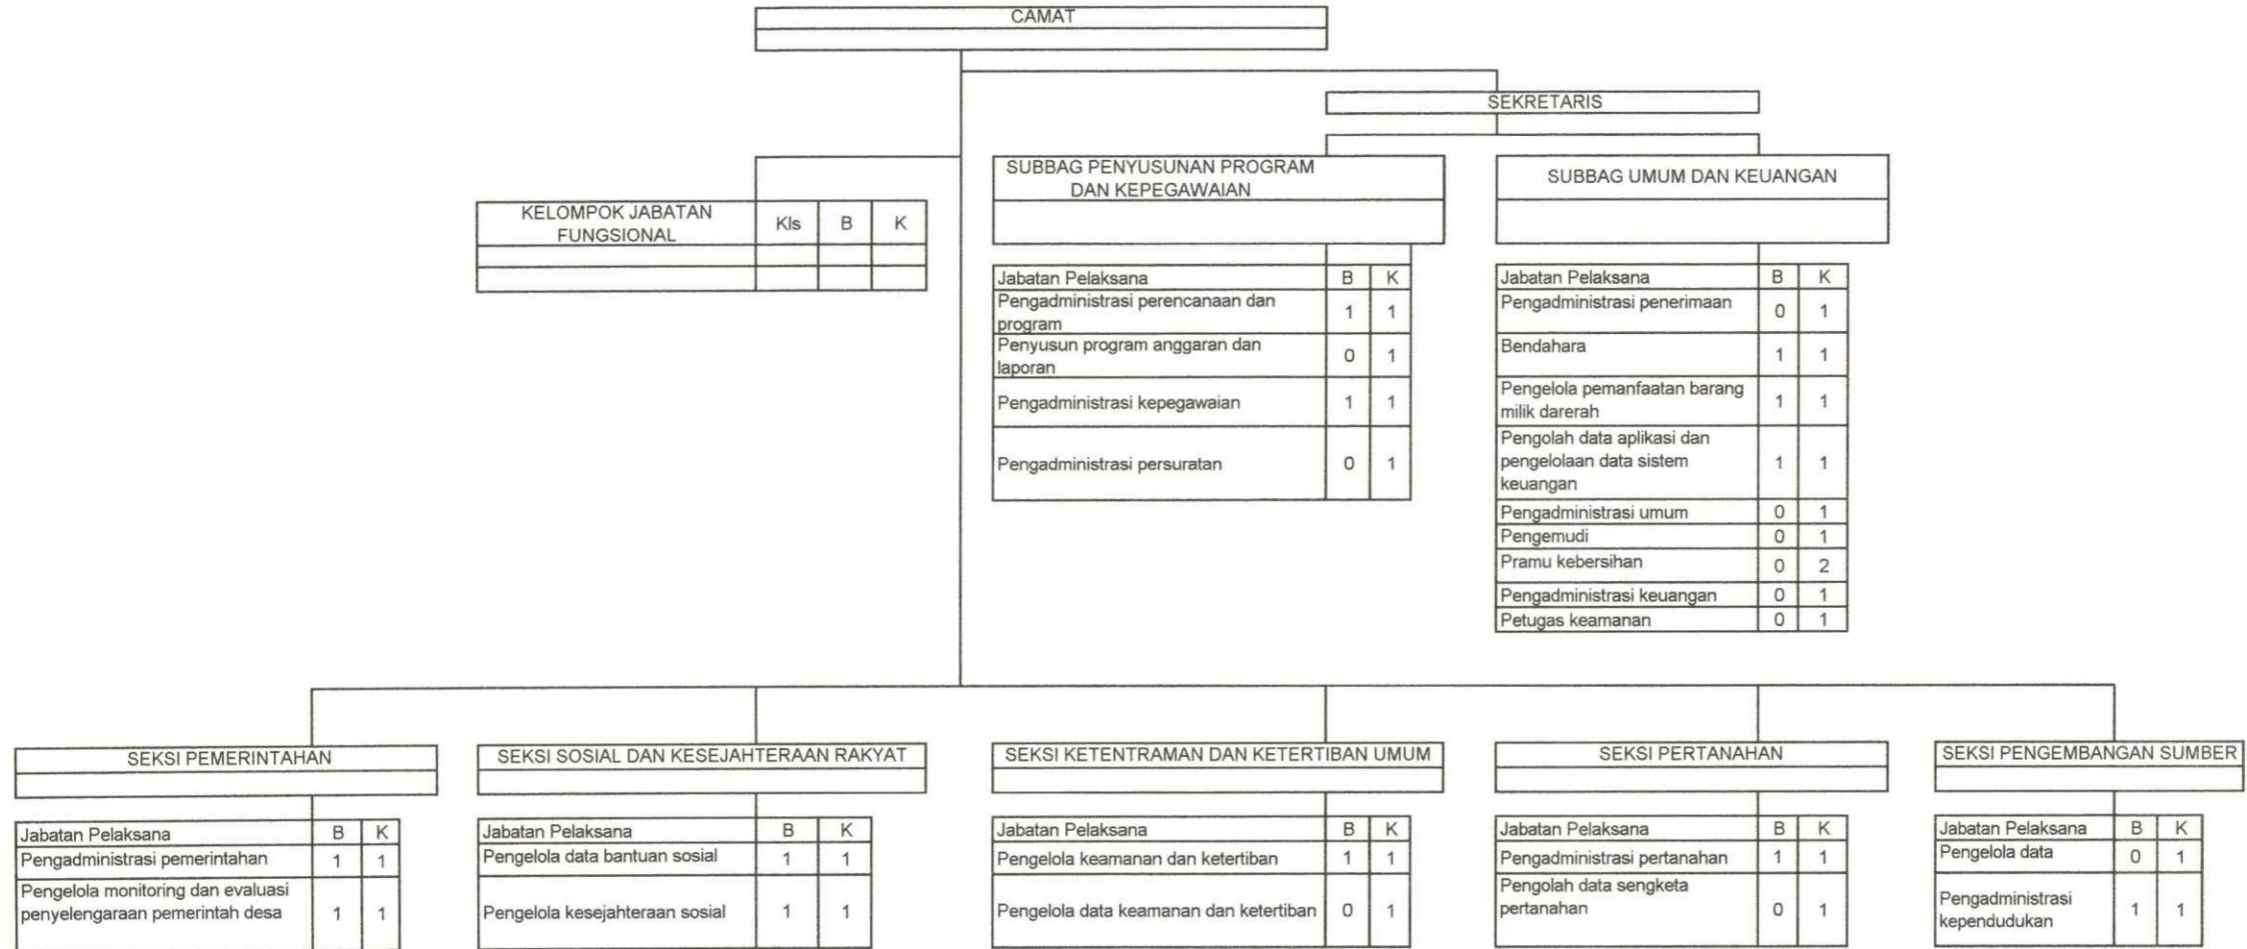 CAMAT
SEKRETARIS
SUBBAG PENYUSUNAN PROGRAM
DAN KEPEGAWAIAN
SUBBAG UMUM DAN KEUANGAN
KELOMPOK JABATAN
FUNGSIONAL
Kls B K
Jabatan Pelaksana B K
Pengadministrasi perencanaan dan
program 1 1
Penyusun program anggaran dan
laporan 0 1
Pengadministrasi kepegawaian 1 1
Pengadministrasi persuratan 0 1
Jabatan Pelaksana B K
Pengadministrasi penerimaan 0 1
Bendahara 1 1
Pengelola pemanfaatan barang
milik darerah 1 1
Pengolah data aplikasi dan
pengelolaan data sistem 1 1
keuangan
Pengadministrasi umum 0 1
Pengemudi 0 1
Pramu kebersihan 0 2
Pengadministrasi keuangan 0 1
Petugas keamanan 0 1
SEKSI PEMERINTAHAN
Jabatan Pelaksana B K
Pengadministrasi pemerintahan 1 1
Pengelola monitoring dan evaluasi
penyelengaraan pemerintah desa 1 1
SEKSI SOSIAL DAN KESEJAHTERAAN RAKYAT
Jabatan Pelaksana B K
Pengelola data bantuan sosial 1 1
Pengelola kesejahteraan sosial 1 1
SEKSI KETENTRAMAN DAN KETERTIBAN UMUM
Jabatan Pelaksana B K
Pengelola keamanan dan ketertiban 1 1
Pengelola data keamanan dan ketertiban 0 1
SEKSI PERTANAHAN
Jabatan Pelaksana B K
Pengadministrasi pertanahan 1 1
Pengolah data sengketa
pertanahan 0 1
SEKSI PENGEMBANGAN SUMBER
Jabatan Pelaksana B K
Pengelola data 0 1
Pengadministrasi
kependudukan 1 1